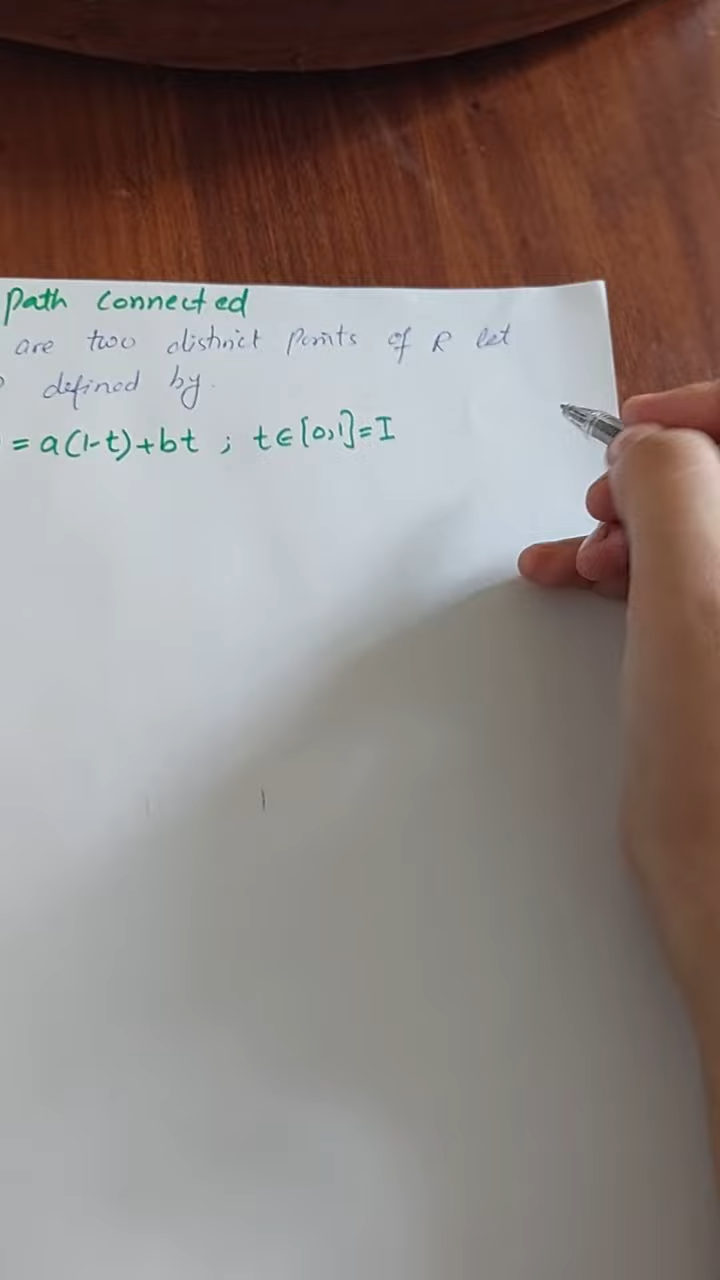 Path connected
are two distinct points of R let
defined by.
= a(1-t)+bt ; t∈[0,1]=I